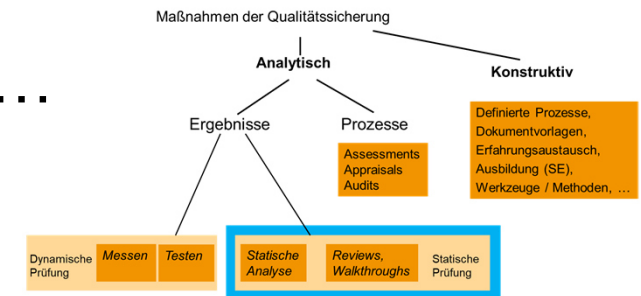 Maßnahmen der Qualitätssicherung
Analytisch
Konstruktiv
...
Ergebnisse
Prozesse
Definierte Prozesse,
Dokumentvorlagen,
Erfahrungsaustausch,
Ausbildung (SE),
Werkzeuge / Methoden, …
Assessments
Appraisals
Audits
Dynamische
Prüfung
Messen
Testen
Statische
Analyse
Reviews,
Walkthroughs
Statische
Prüfung